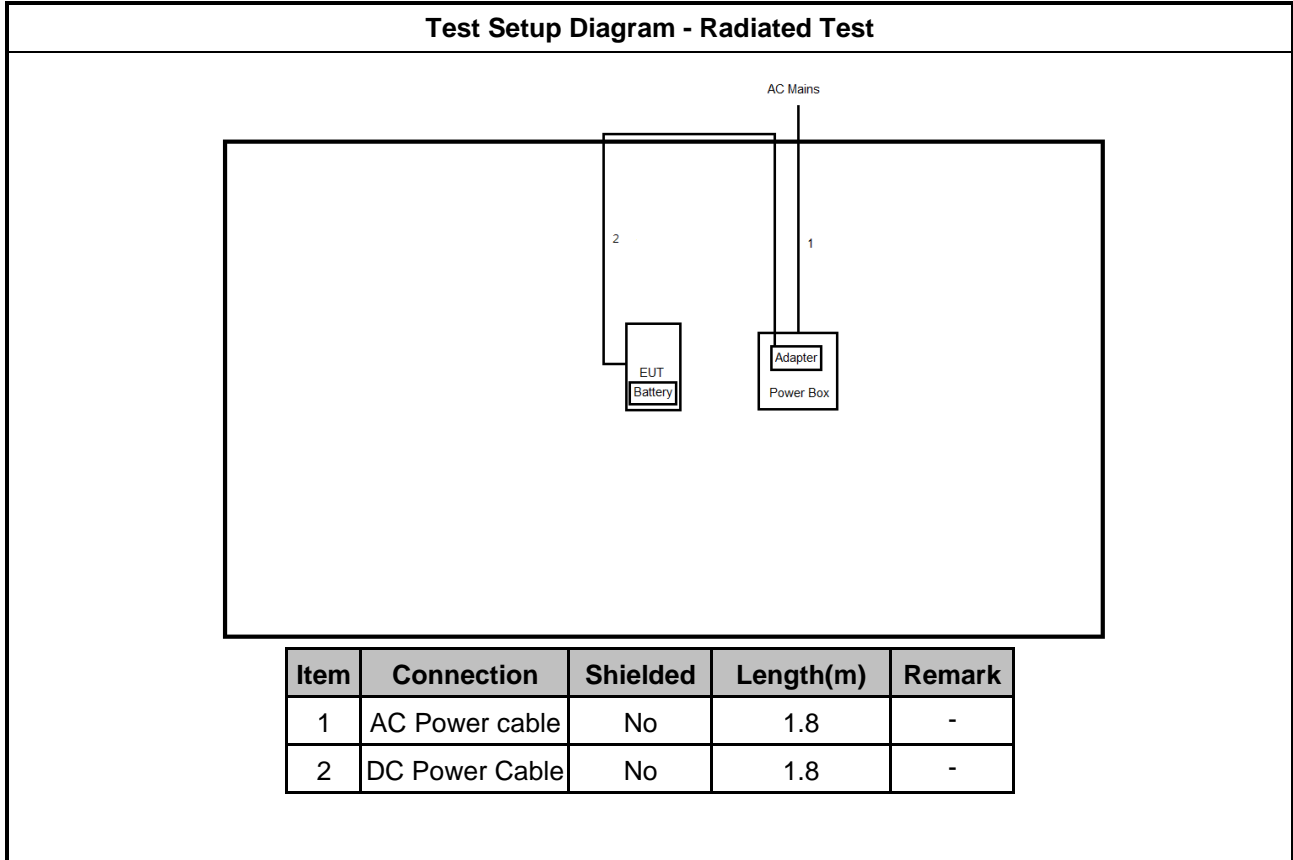 Test Setup Diagram - Radiated Test
AC Mains
2
1
EUT
Battery
Adapter
Power Box
Item Connection Shielded Length(m) Remark
1 AC Power cable No 1.8 -
2 DC Power Cable No 1.8 -